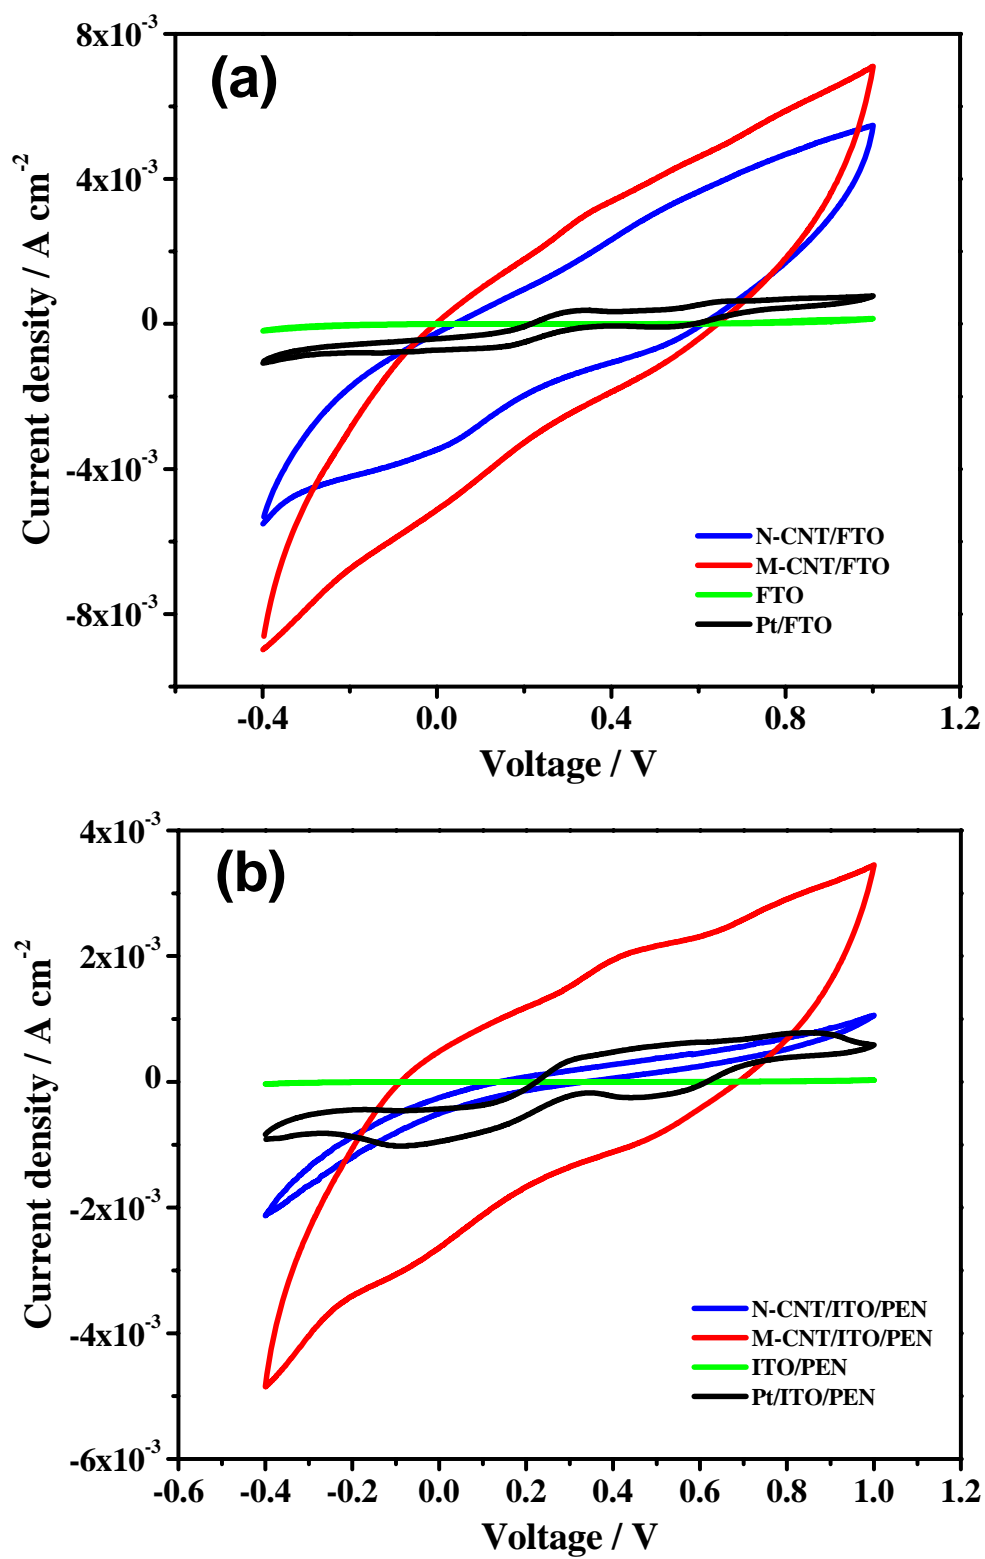 (a)
Current density / A cm⁻²
8x10⁻³
4x10⁻³
0
-4x10⁻³
-8x10⁻³
N-CNT/FTO
M-CNT/FTO
FTO
Pt/FTO
-0.4 0.0 0.4 0.8 1.2
Voltage / V
(b)
Current density / A cm⁻²
4x10⁻³
2x10⁻³
0
-2x10⁻³
-4x10⁻³
-6x10⁻³
N-CNT/ITO/PEN
M-CNT/ITO/PEN
ITO/PEN
Pt/ITO/PEN
-0.6 -0.4 -0.2 0.0 0.2 0.4 0.6 0.8 1.0 1.2
Voltage / V